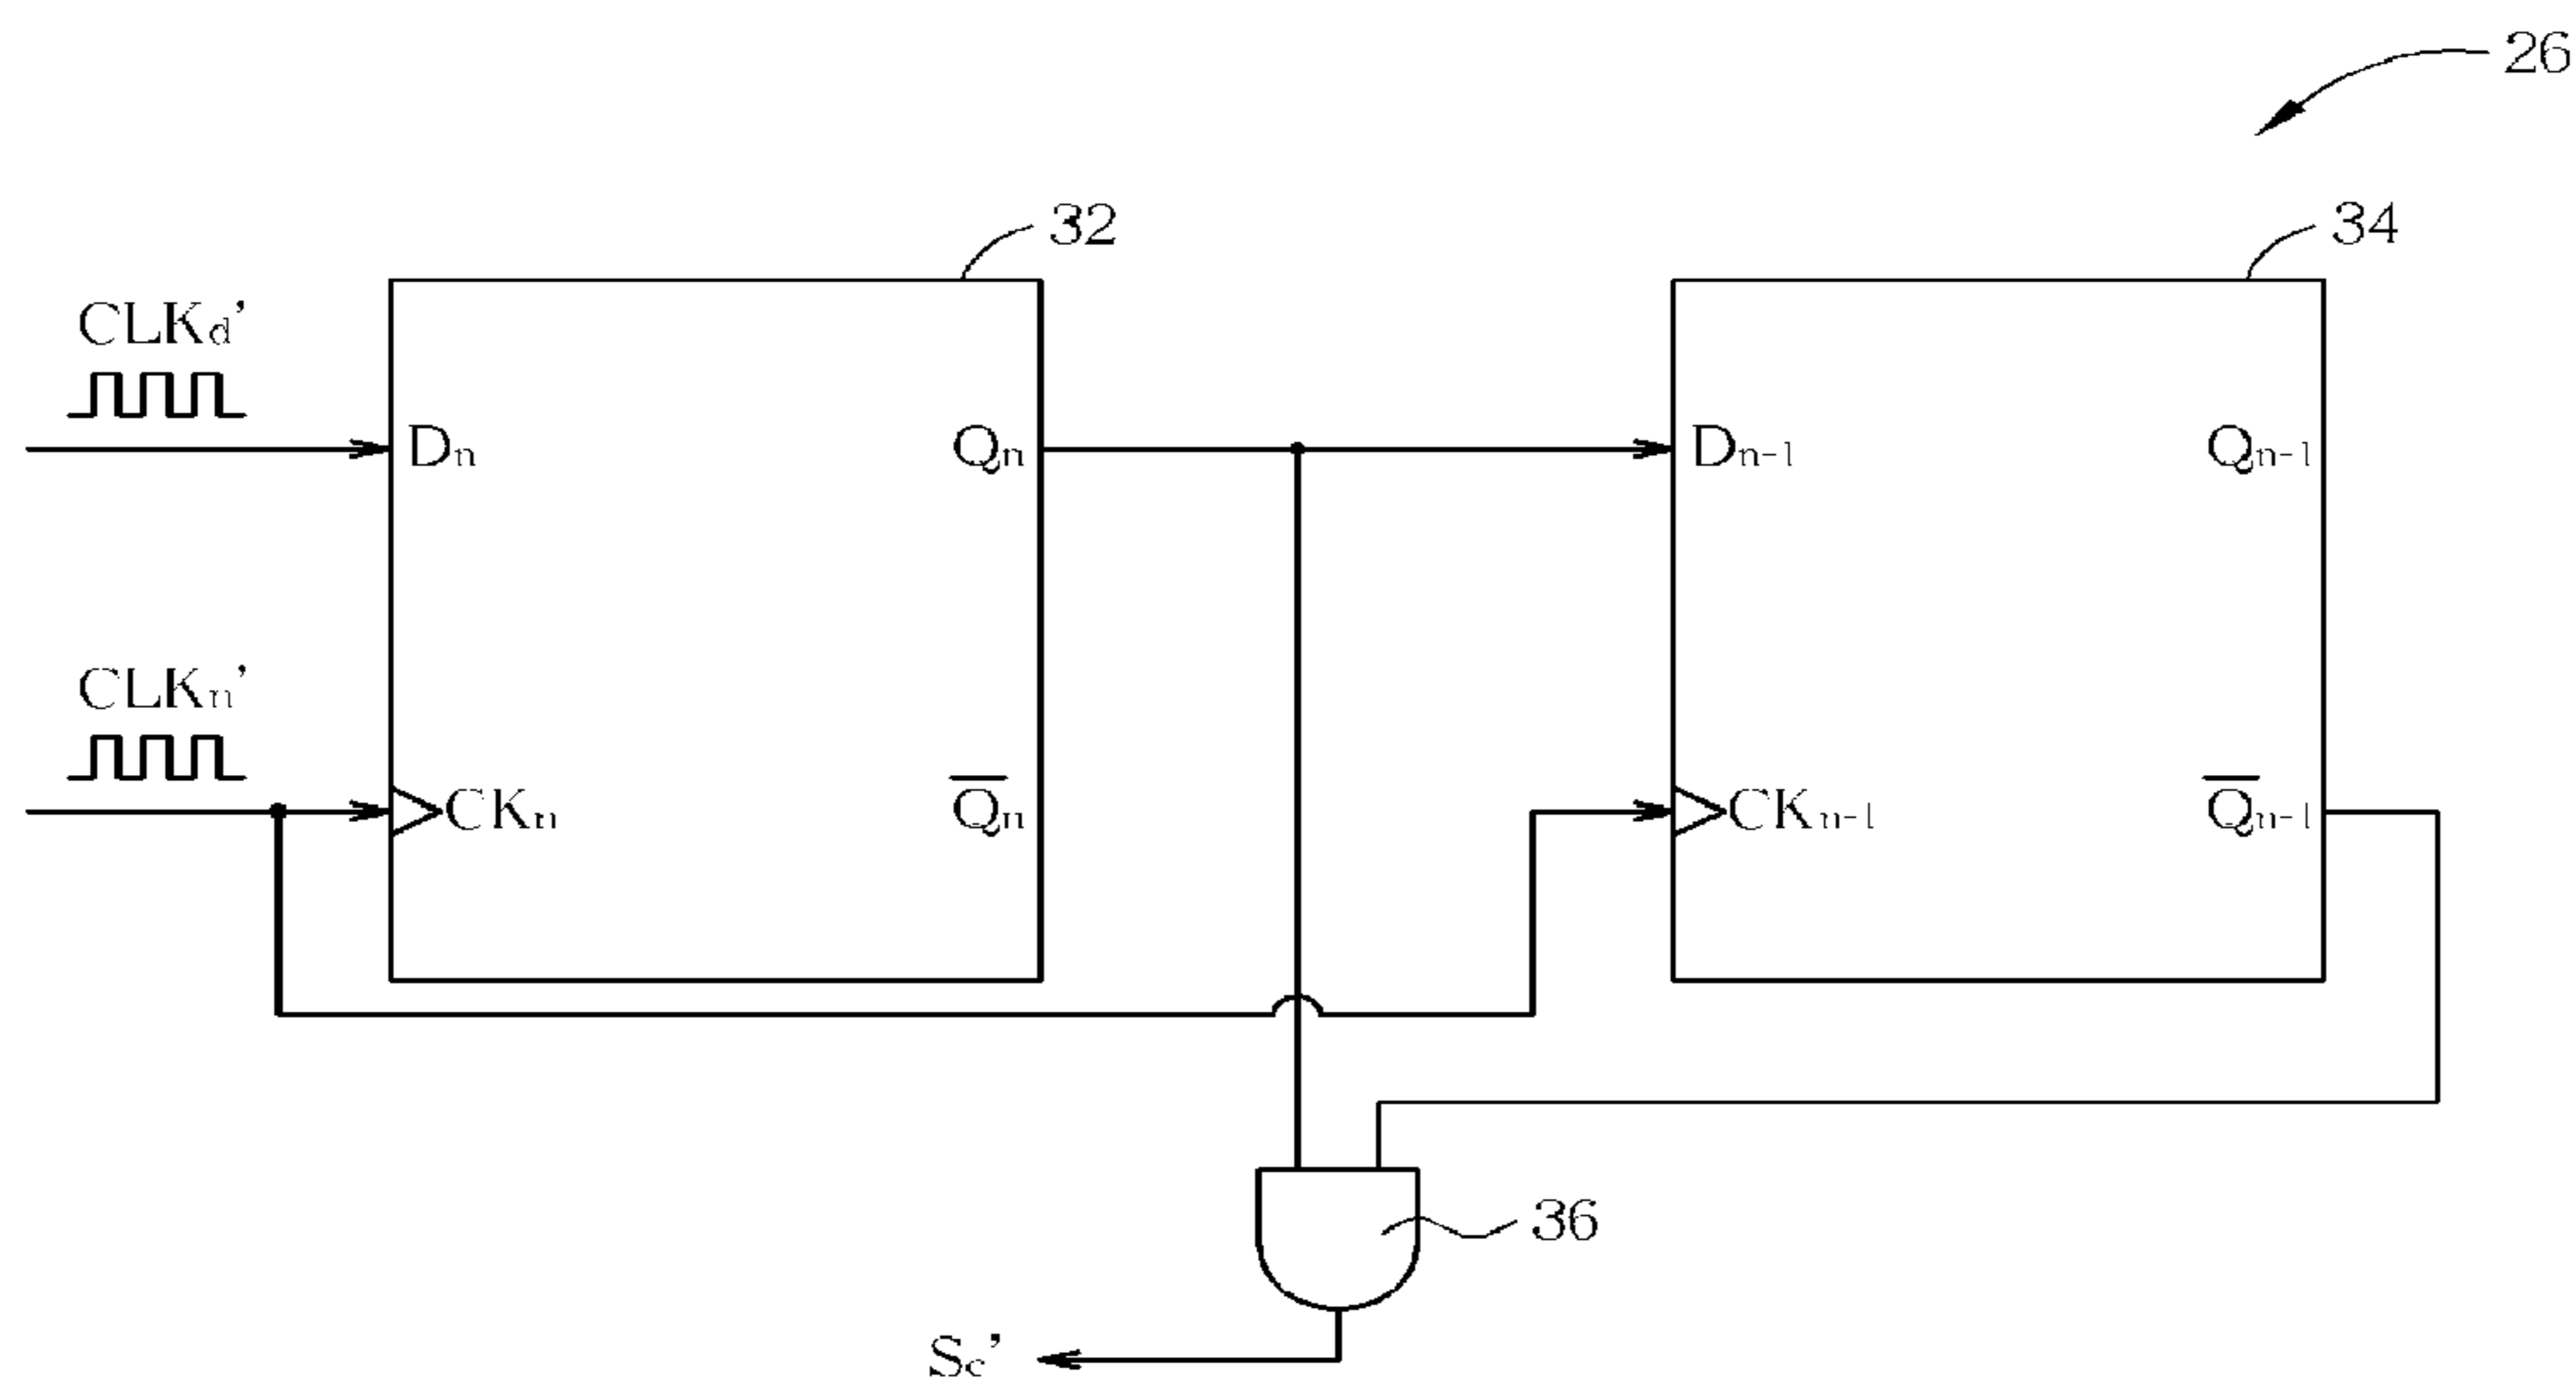 26
32
34
CLKd'
Dn
Qn
Dn-1
Qn-1
CLKn'
CKn
Q̅n
CKn-1
Q̅n-1
36
Sc'